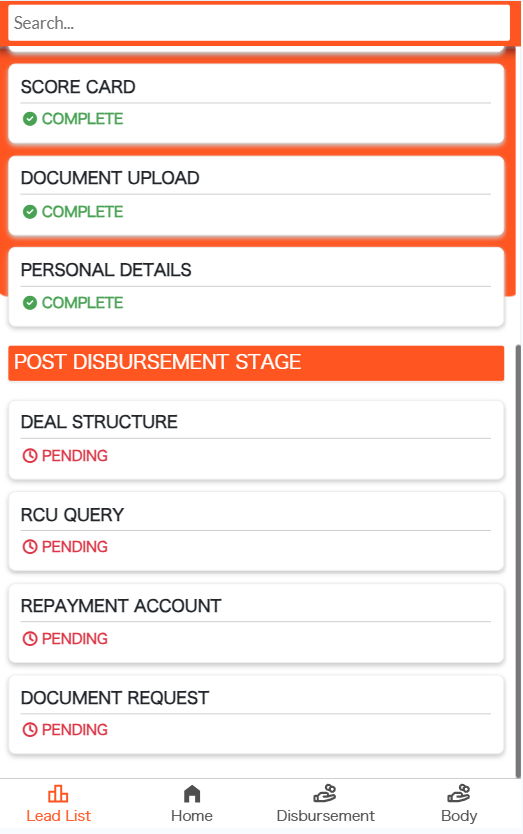 Search...
SCORE CARD
COMPLETE
DOCUMENT UPLOAD
COMPLETE
PERSONAL DETAILS
COMPLETE
POST DISBURSEMENT STAGE
DEAL STRUCTURE
PENDING
RCU QUERY
PENDING
REPAYMENT ACCOUNT
PENDING
DOCUMENT REQUEST
PENDING
Lead List
Home
Disbursement
Body